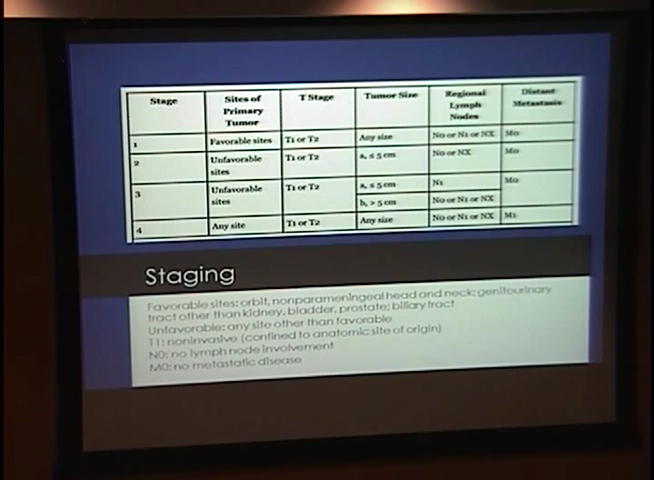 Stage Sites of Primary Tumor T Stage Tumor Size Regional Lymph Nodes Distant Metastasis
1 Favorable sites T1 or T2 Any size N0 or N1 or NX M0
2 Unfavorable sites T1 or T2 a, ≤ 5 cm N0 or NX M0
3 Unfavorable sites T1 or T2 a, ≤ 5 cm N1 M0
b, > 5 cm N0 or N1 or NX
4 Any site T1 or T2 Any size N0 or N1 or NX M1
Staging
Favorable sites: orbit, nonparameningeal head and neck; genitourinary
tract other than kidney, bladder, prostate; biliary tract
Unfavorable: any site other than favorable
T1: noninvasive (confined to anatomic site of origin)
N0: no lymph node involvement
M0: no metastatic disease